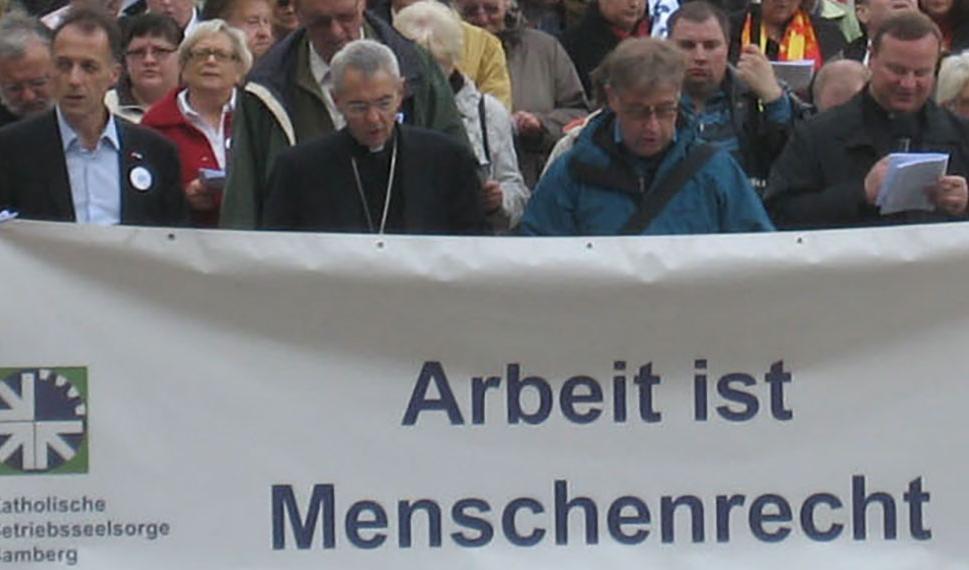 Arbeit ist
Menschenrecht
atholische
etriebsseelsorge
amberg